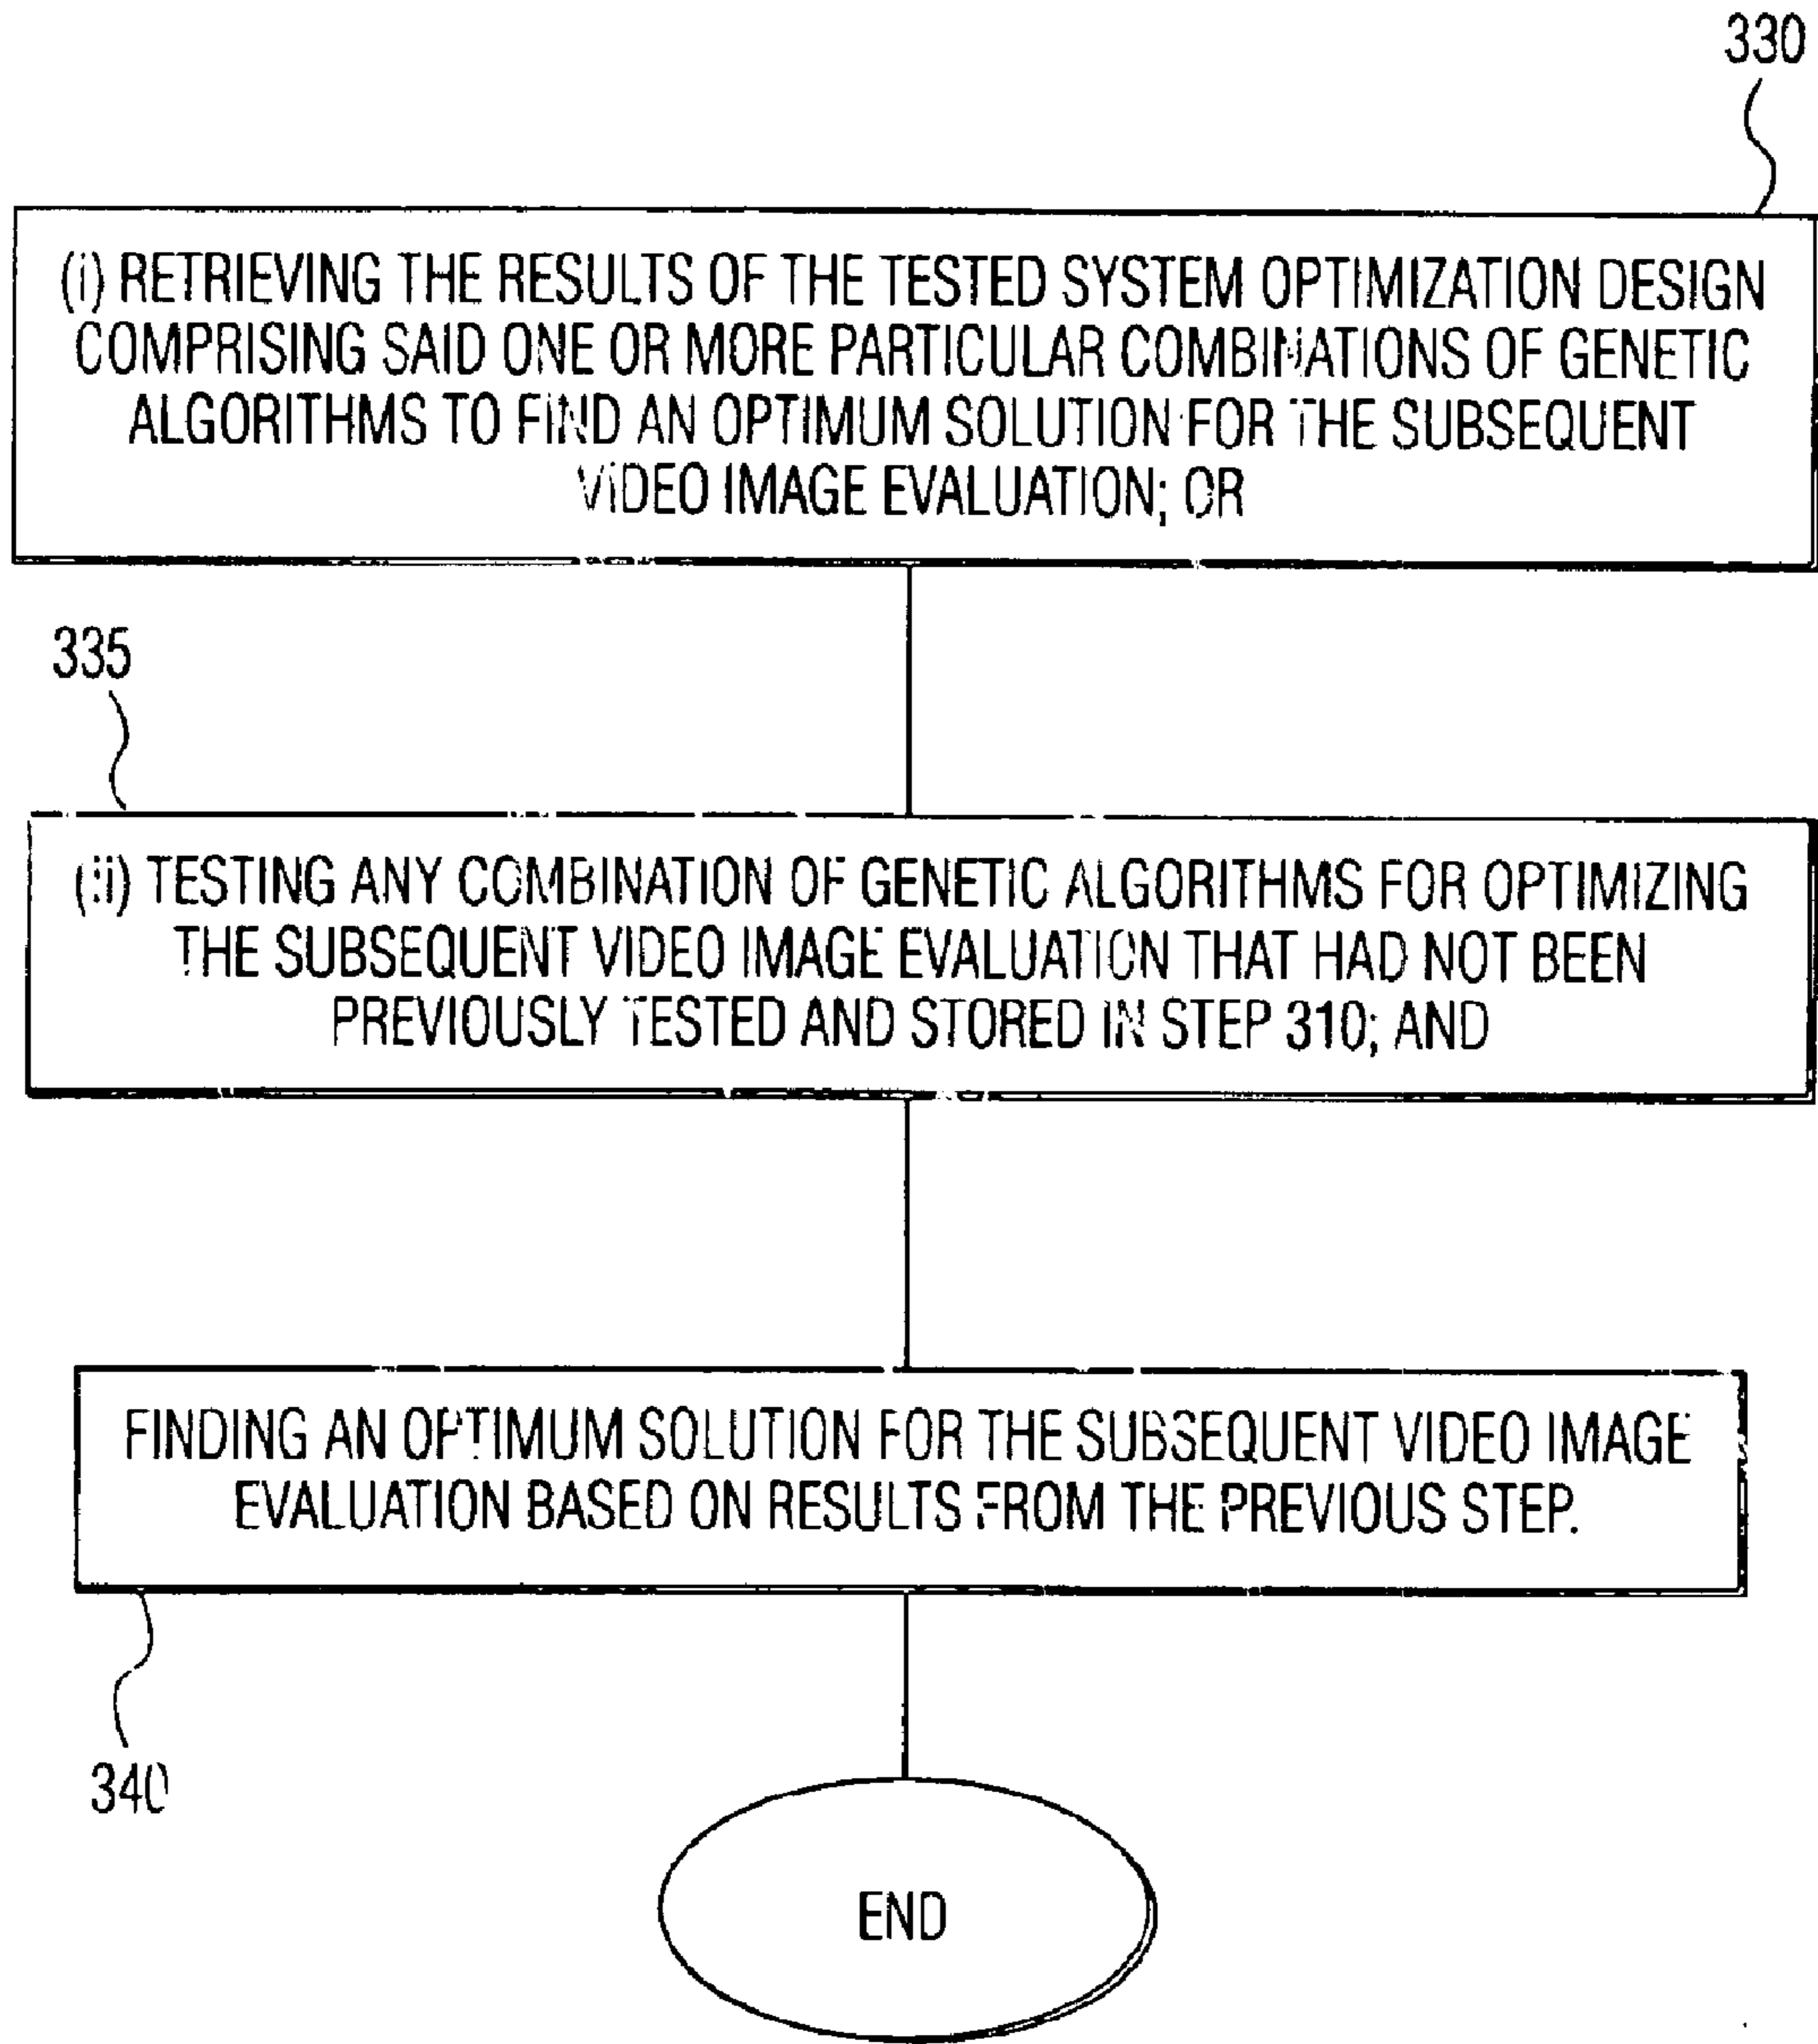 330
(i) RETRIEVING THE RESULTS OF THE TESTED SYSTEM OPTIMIZATION DESIGN
COMPRISING SAID ONE OR MORE PARTICULAR COMBINATIONS OF GENETIC
ALGORITHMS TO FIND AN OPTIMUM SOLUTION FOR THE SUBSEQUENT
VIDEO IMAGE EVALUATION; OR
335
(ii) TESTING ANY COMBINATION OF GENETIC ALGORITHMS FOR OPTIMIZING
THE SUBSEQUENT VIDEO IMAGE EVALUATION THAT HAD NOT BEEN
PREVIOUSLY TESTED AND STORED IN STEP 310; AND
FINDING AN OPTIMUM SOLUTION FOR THE SUBSEQUENT VIDEO IMAGE
EVALUATION BASED ON RESULTS FROM THE PREVIOUS STEP.
340
END